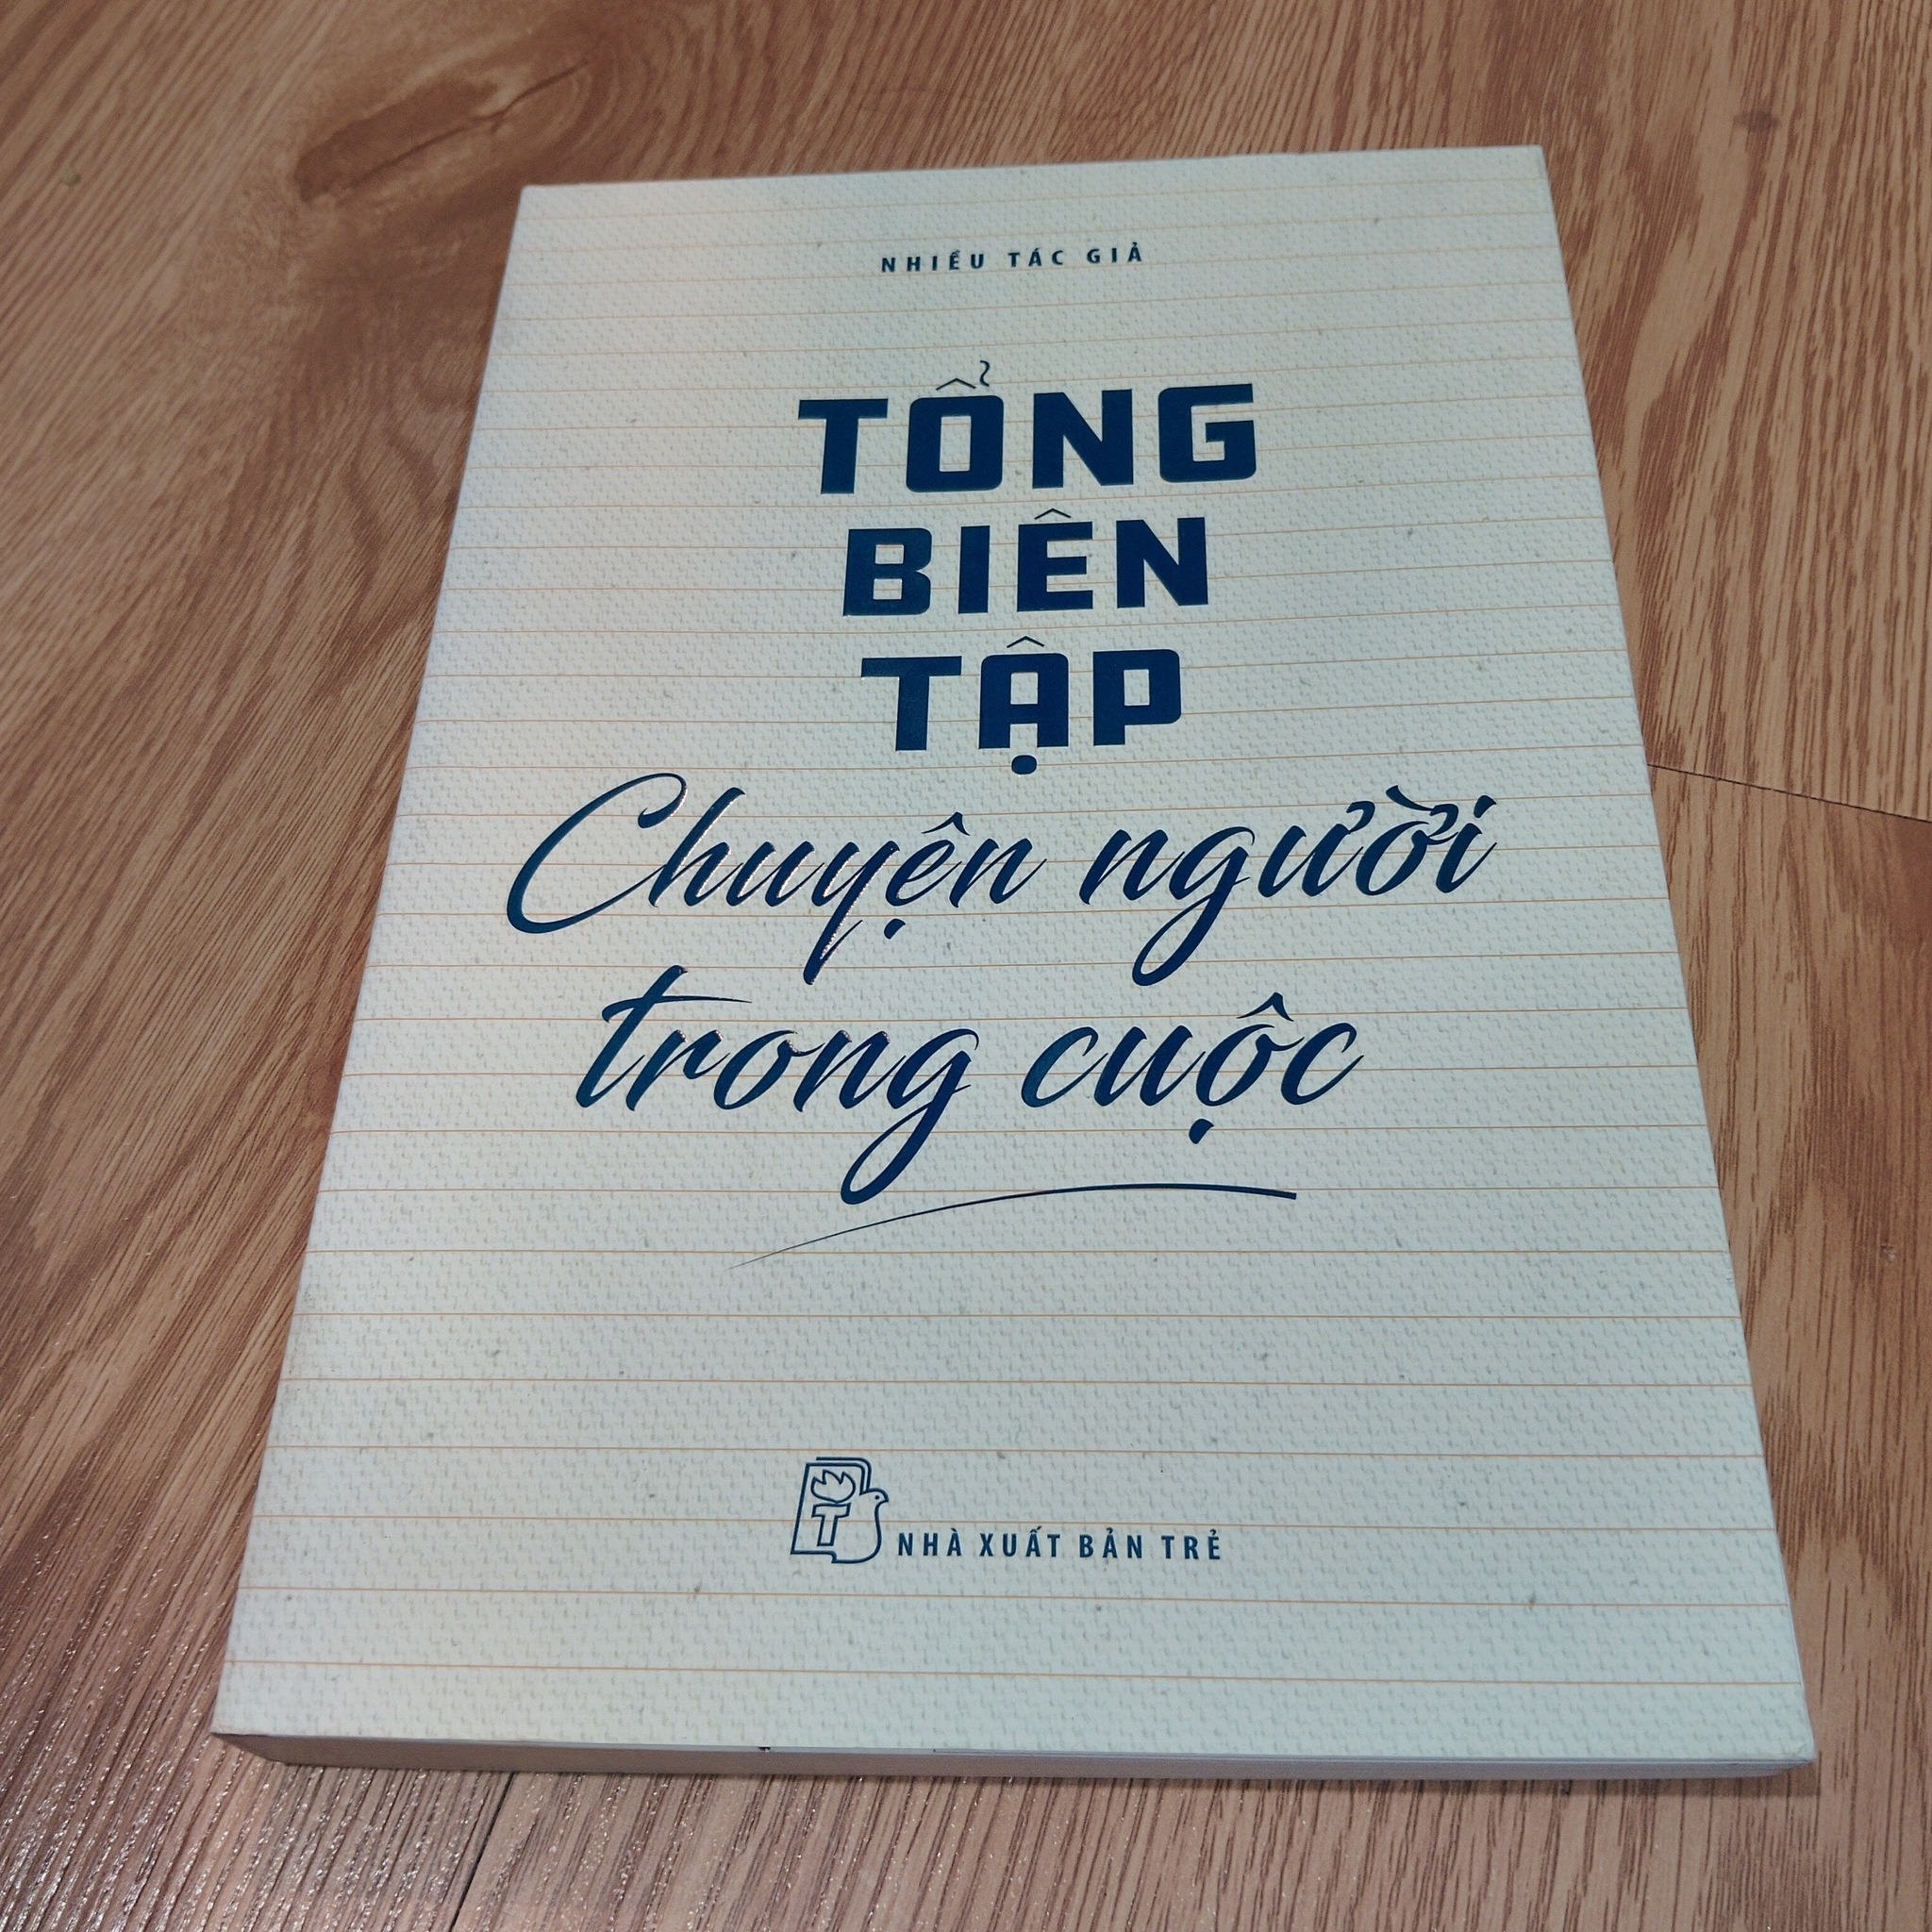 NHIỀU TÁC GIẢ
TỔNG
BIÊN
TẬP
Chuyện người
trong cuộc
T
NHÀ XUẤT BẢN TRẺ